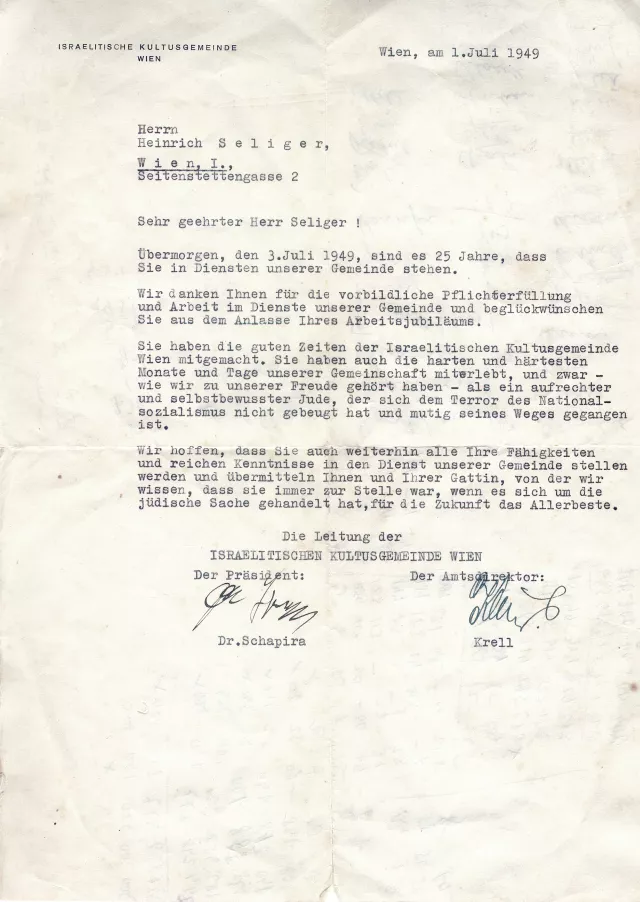 ISRAELITISCHE KULTUSGEMEINDE
WIEN
Wien, am 1.Juli 1949
Herrn
Heinrich S e l i g e r,
W i e n, I.,
Seitenstettengasse 2
Sehr geehrter Herr Seliger !
Übermorgen, den 3.Juli 1949, sind es 25 Jahre, dass
Sie in Diensten unserer Gemeinde stehen.
Wir danken Ihnen für die vorbildliche Pflichterfüllung
und Arbeit im Dienste unserer Gemeinde und beglückwünschen
Sie aus dem Anlasse Ihres Arbeitsjubiläums.
Sie haben die guten Zeiten der Israelitischen Kultusgemeinde
Wien mitgemacht. Sie haben auch die harten und härtesten
Monate und Tage unserer Gemeinschaft miterlebt, und zwar -
wie wir zu unserer Freude gehört haben - als ein aufrechter
und selbstbewusster Jude, der sich dem Terror des National-
sozialismus nicht gebeugt hat und mutig seines Weges gegangen
ist.
Wir hoffen, dass Sie auch weiterhin alle Ihre Fähigkeiten
und reichen Kenntnisse in den Dienst unserer Gemeinde stellen
werden und übermitteln Ihnen und Ihrer Gattin, von der wir
wissen, dass sie immer zur Stelle war, wenn es sich um die
jüdische Sache gehandelt hat,für die Zukunft das Allerbeste.
Die Leitung der
ISRAELITISCHEN KULTUSGEMEINDE WIEN
Der Präsident: Der Amtsdirektor:
Dr.Schapira Krell